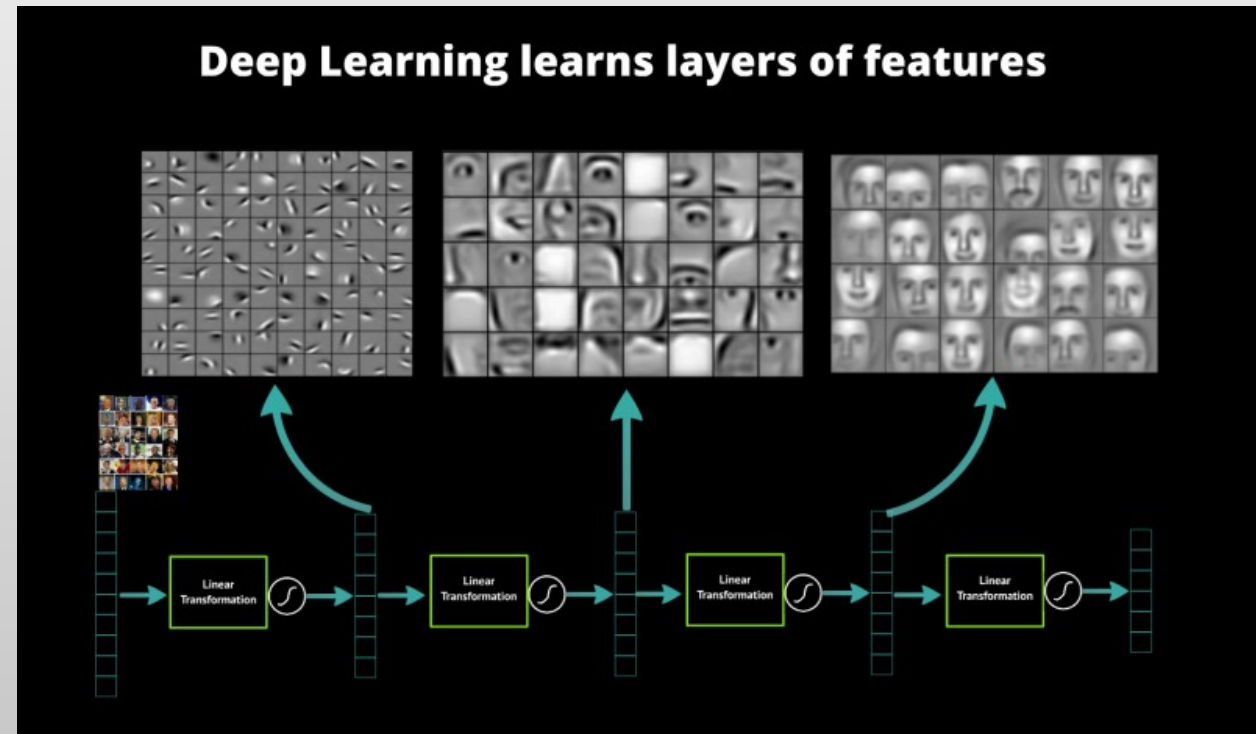 Deep Learning learns layers of features
Linear
Transformation
Linear
Transformation
Linear
Transformation
Linear
Transformation